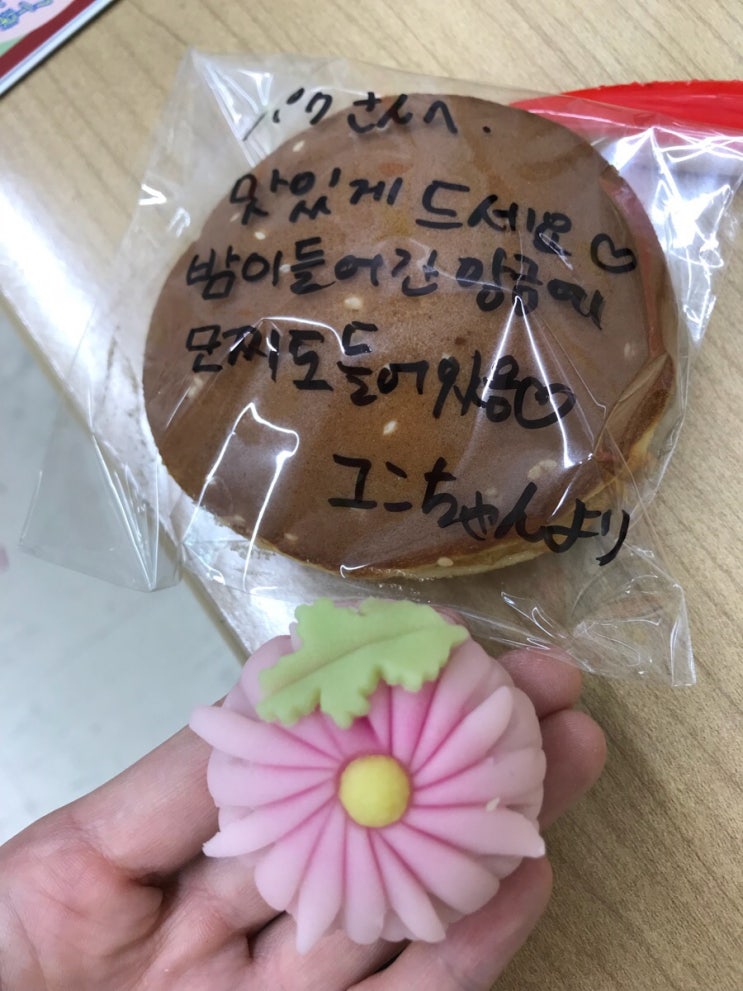 パクさんへ.
맛있게 드세요♡
밤이들어간 팡금에
모찌도 들어있용♡
ユンちゃんより